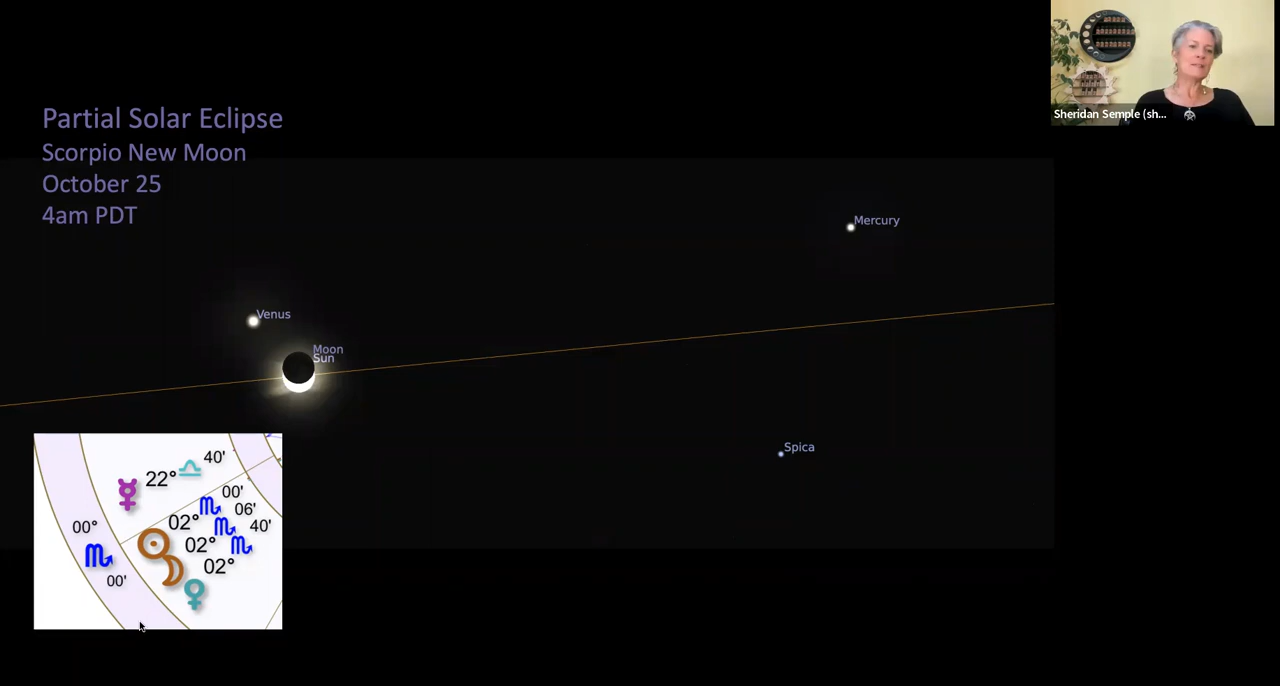 Partial Solar Eclipse
Scorpio New Moon
October 25
4am PDT
Sheridan Semple (sh...
Mercury
Venus
Moon
Sun
Spica
22° ♎ 40'
00° ♏ 00'
02° ♏ 00'
02° ♏ 06'
02° ♏ 40'